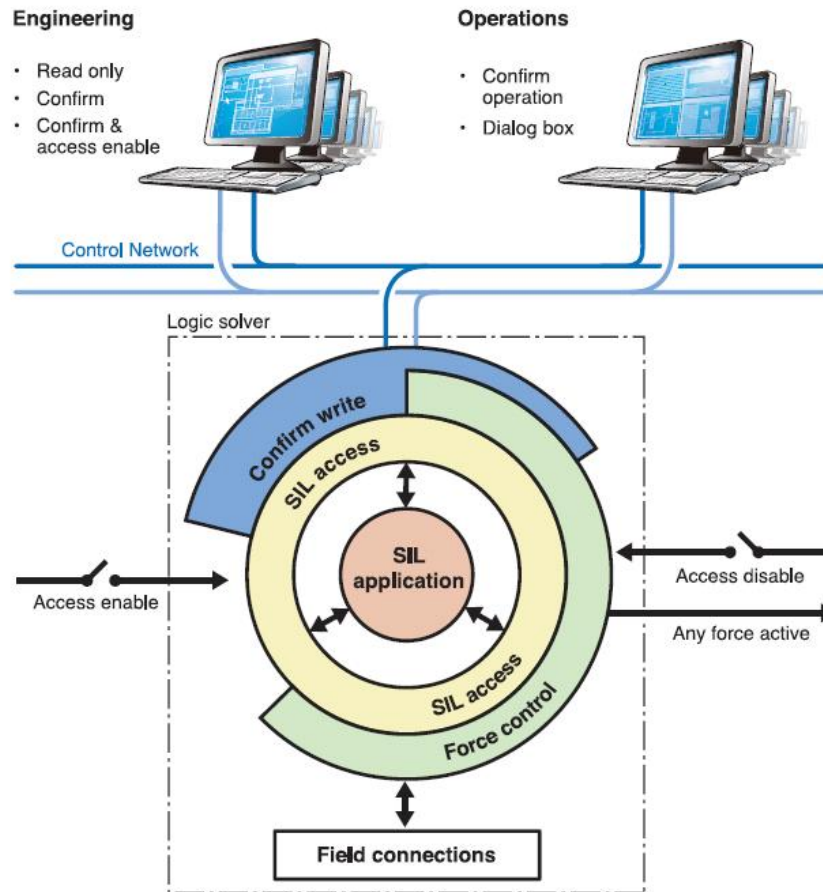 Engineering
• Read only
• Confirm
• Confirm &
access enable
Operations
• Confirm
operation
• Dialog box
Control Network
Logic solver
Confirm write
SIL access
SIL
application
SIL access
Force control
Access enable
Access disable
Any force active
Field connections